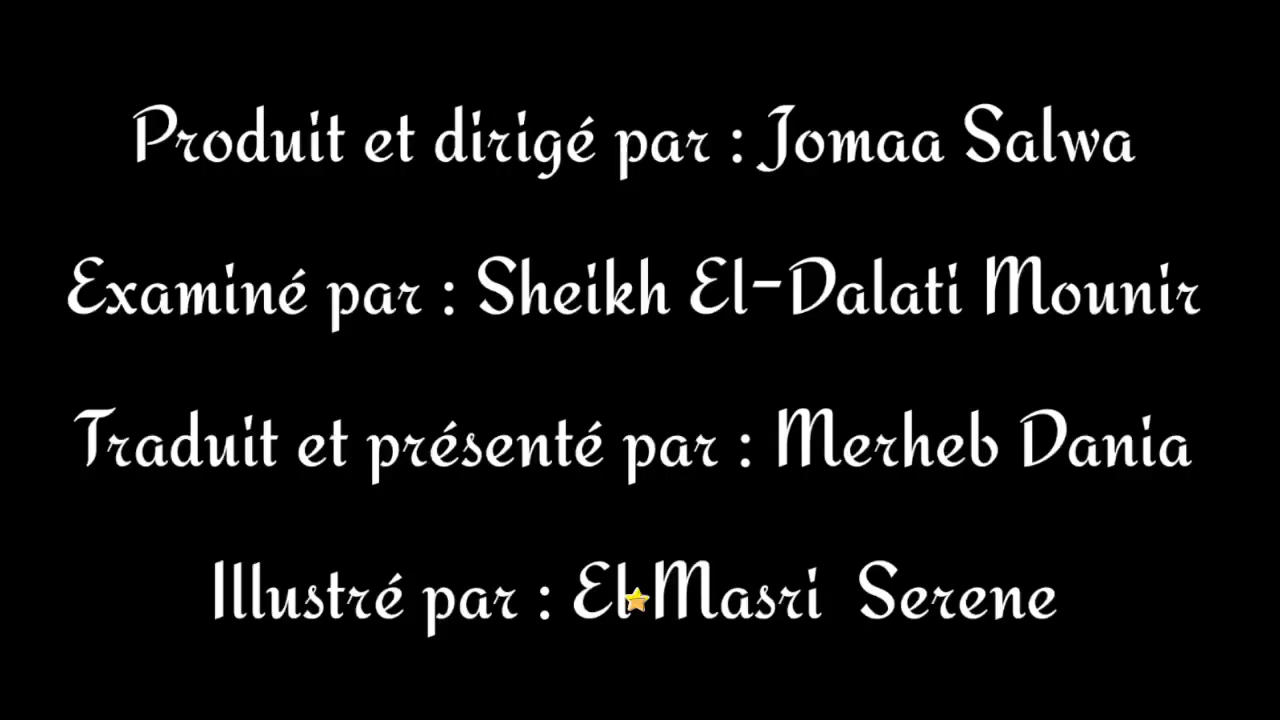 Produit et dirigé par : Jomaa Salwa
Examiné par : Sheikh El-Dalati Mounir
Traduit et présenté par : Merheb Dania
Illustré par : El Masri Serene